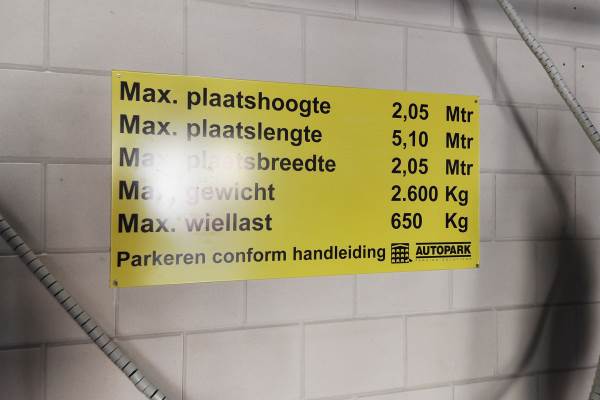 Max. plaatshoogte 2,05 Mtr
Max. plaatslengte 5,10 Mtr
Max. plaatsbreedte 2,05 Mtr
Max. gewicht 2.600 Kg
Max. wiellast 650 Kg
Parkeren conform handleiding AUTOPARK